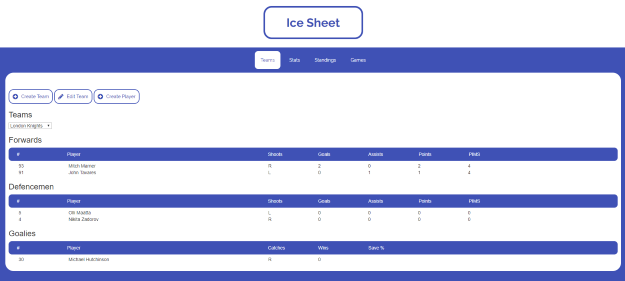 Ice Sheet
Teams Stats Standings Games
Create Team Edit Team Create Player
Teams
London Knights
Forwards
# Player Shoots Goals Assists Points PIMS
93 Mitch Marner R 2 0 2 4
91 John Tavares L 0 1 1 4
Defencemen
# Player Shoots Goals Assists Points PIMS
Olli Maatta L 0 0 0 0
4 Nikita Zadorov R 0 0 0 0
Goalies
# Player Catches Wins Save %
30 Michael Hutchinson R 0